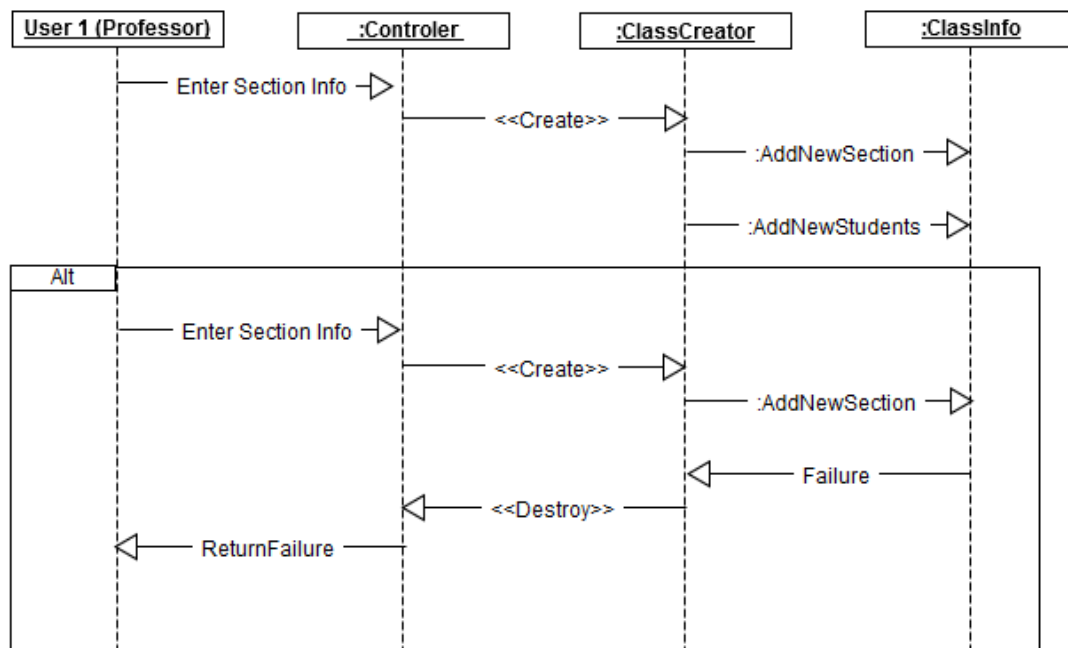 User 1 (Professor)
:Controler
:ClassCreator
:ClassInfo
Enter Section Info
<<Create>>
:AddNewSection
:AddNewStudents
Alt
Enter Section Info
<<Create>>
:AddNewSection
Failure
<<Destroy>>
ReturnFailure